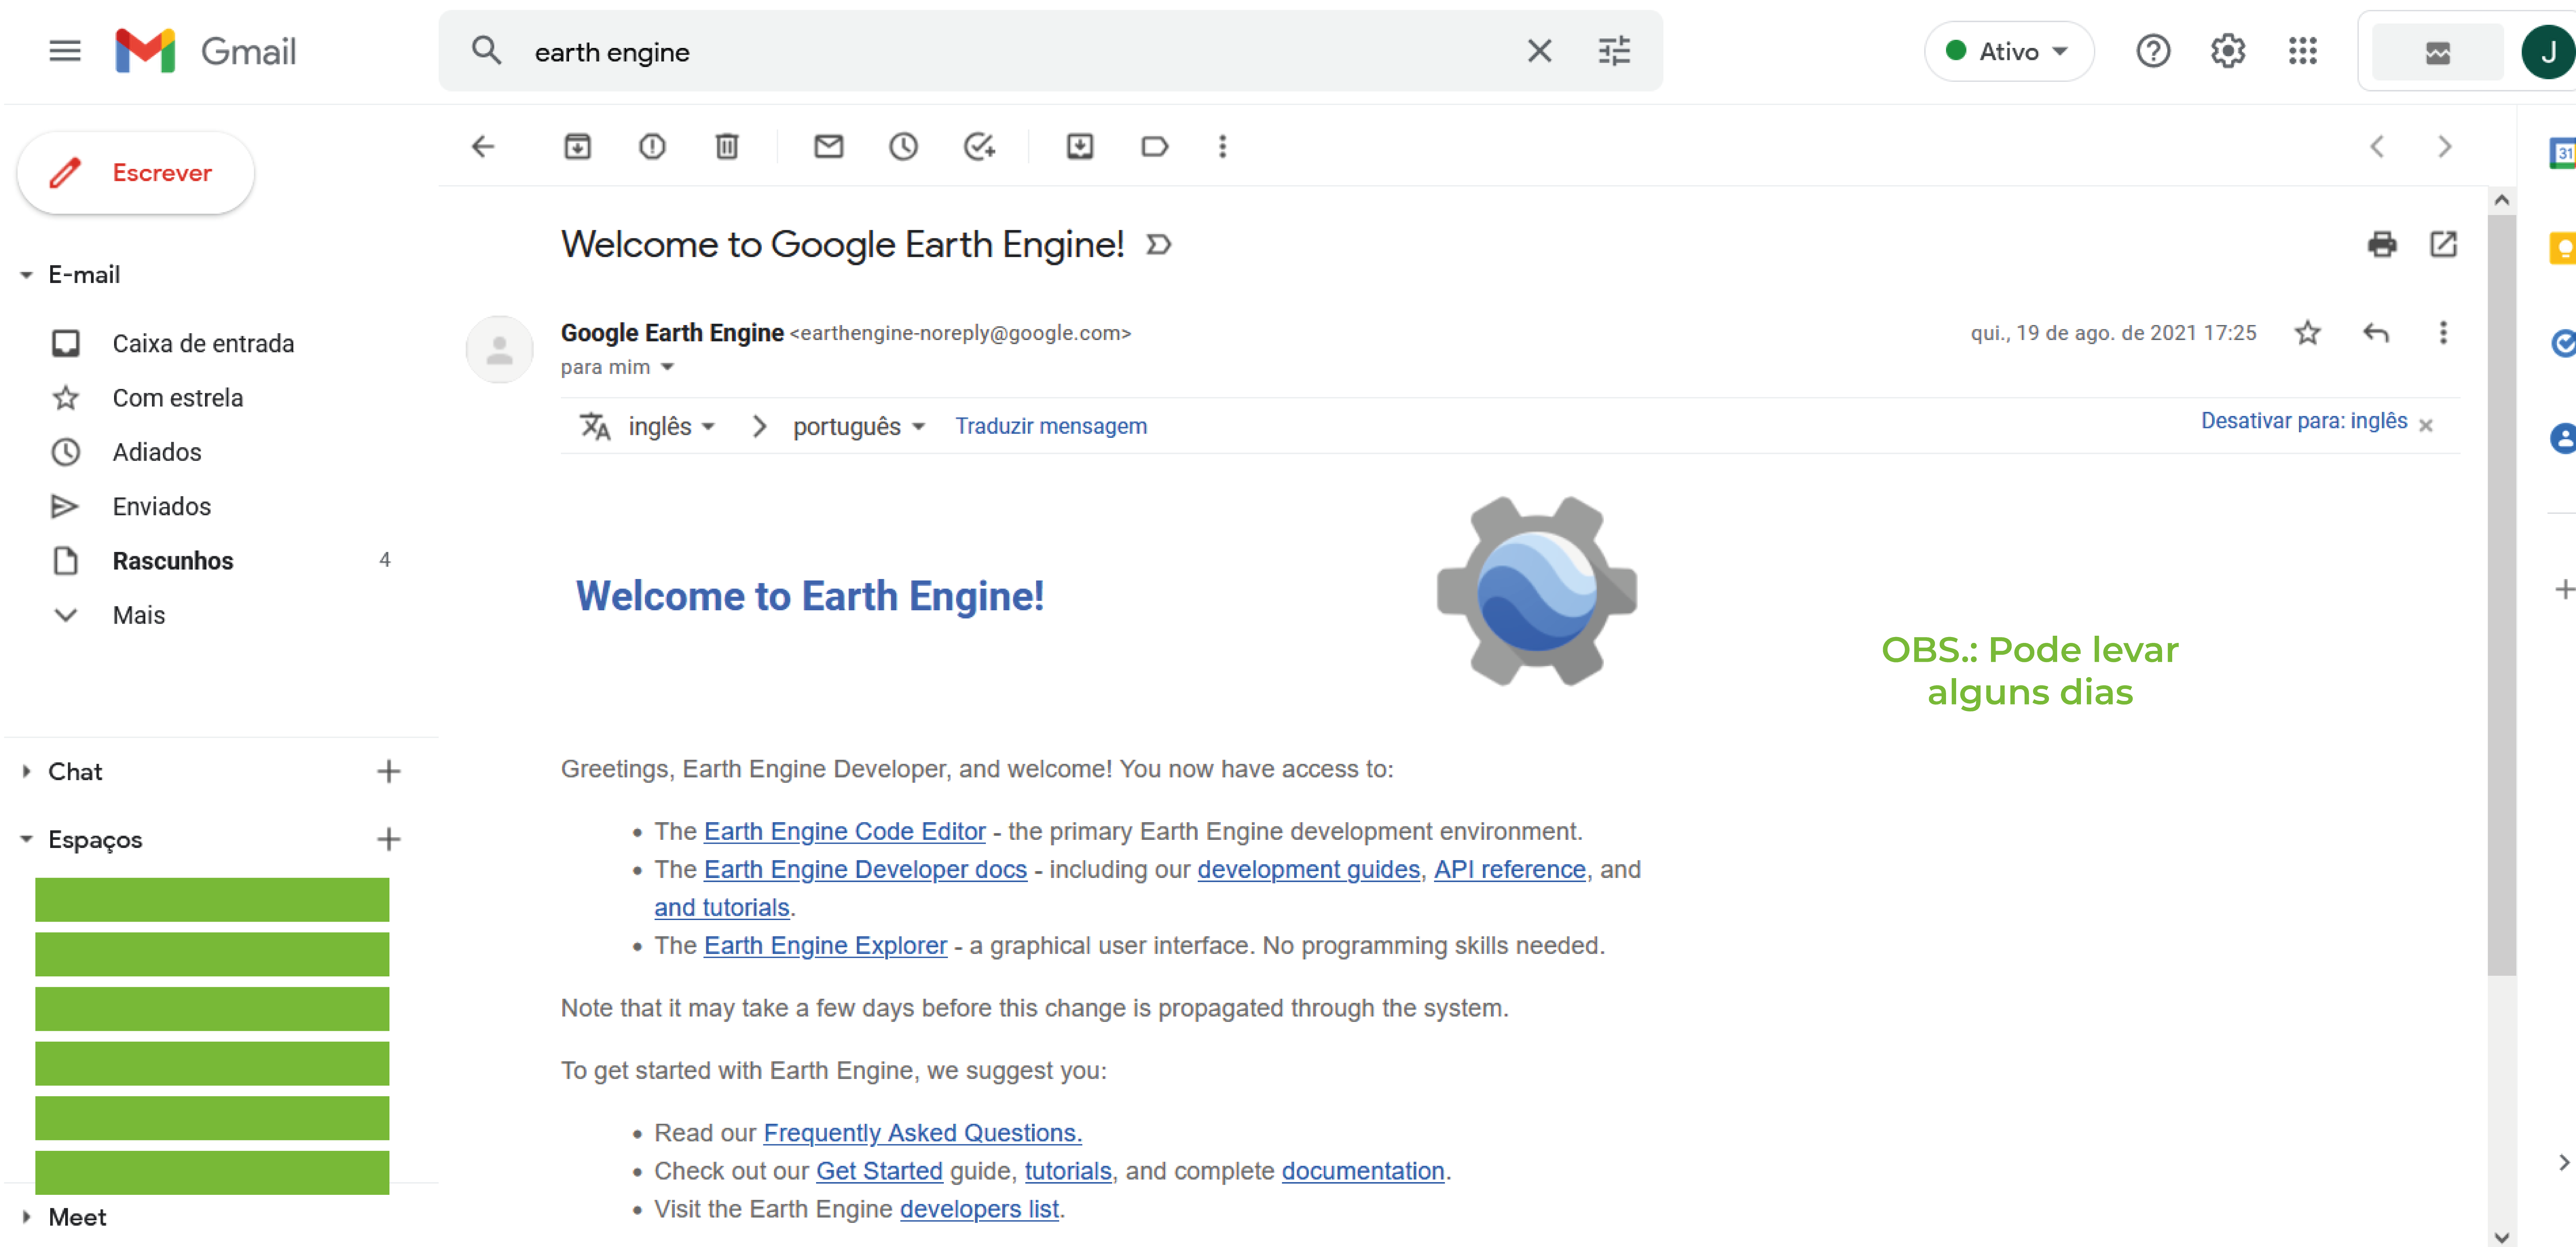 Gmail
earth engine
Ativo
J
Escrever
E-mail
Caixa de entrada
Com estrela
Adiados
Enviados
Rascunhos 4
Mais
Chat
Espaços
Meet
Welcome to Google Earth Engine!
Google Earth Engine <earthengine-noreply@google.com>
qui., 19 de ago. de 2021 17:25
para mim
inglês > português Traduzir mensagem
Desativar para: inglês ×
Welcome to Earth Engine!
OBS.: Pode levar
alguns dias
Greetings, Earth Engine Developer, and welcome! You now have access to:
• The Earth Engine Code Editor - the primary Earth Engine development environment.
• The Earth Engine Developer docs - including our development guides, API reference, and
and tutorials.
• The Earth Engine Explorer - a graphical user interface. No programming skills needed.
Note that it may take a few days before this change is propagated through the system.
To get started with Earth Engine, we suggest you:
• Read our Frequently Asked Questions.
• Check out our Get Started guide, tutorials, and complete documentation.
• Visit the Earth Engine developers list.
31